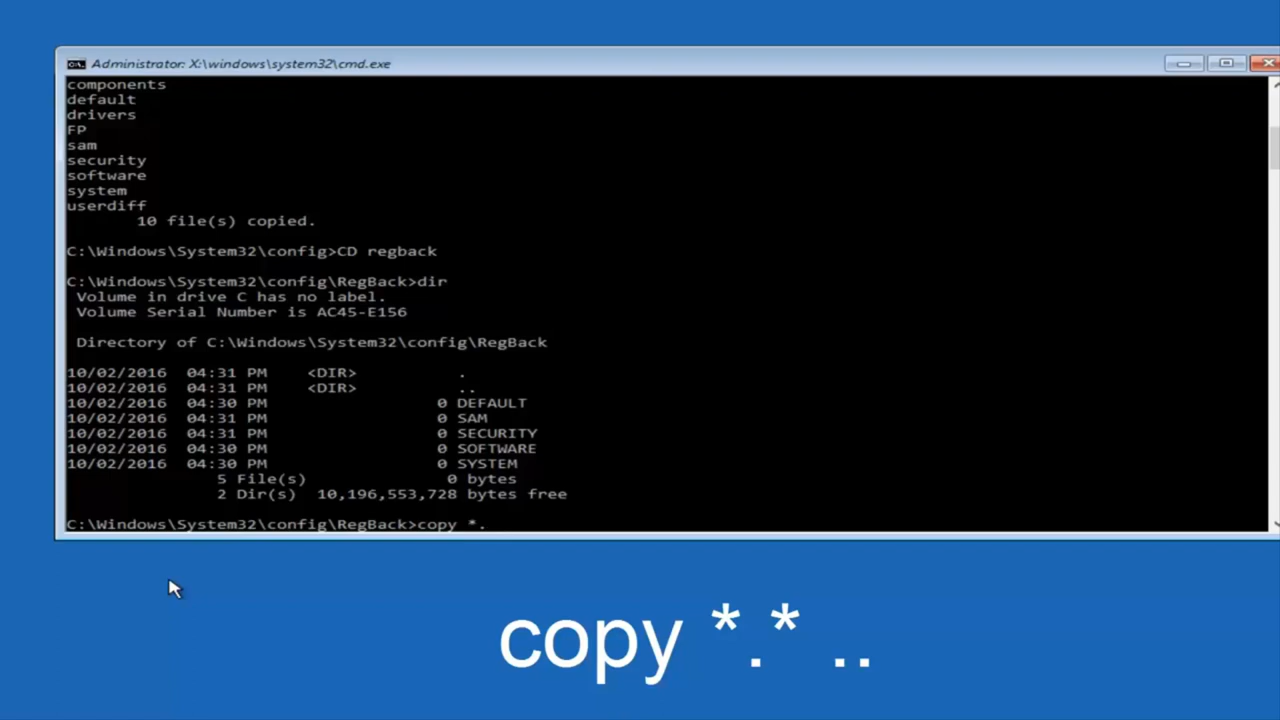 Administrator: X:\windows\system32\cmd.exe
components
default
drivers
FP
sam
security
software
system
userdiff
10 file(s) copied.
C:\Windows\System32\config>CD regback
C:\Windows\System32\config\RegBack>dir
Volume in drive C has no label.
Volume Serial Number is AC45-E156
Directory of C:\Windows\System32\config\RegBack
10/02/2016 04:31 PM <DIR> .
10/02/2016 04:31 PM <DIR> ..
10/02/2016 04:30 PM 0 DEFAULT
10/02/2016 04:31 PM 0 SAM
10/02/2016 04:31 PM 0 SECURITY
10/02/2016 04:30 PM 0 SOFTWARE
10/02/2016 04:30 PM 0 SYSTEM
5 File(s) 0 bytes
2 Dir(s) 10,196,553,728 bytes free
C:\Windows\System32\config\RegBack>copy *.
copy *.* ..